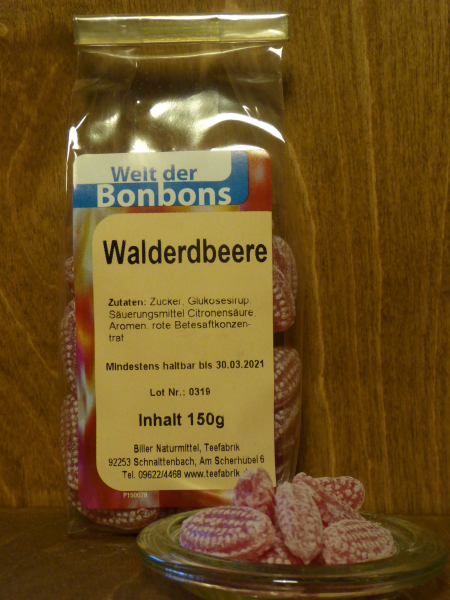 Welt der
Bonbons
Walderdbeere
Zutaten: Zucker, Glukosesirup,
Säuerungsmittel Citronensäure,
Aromen, rote Betesaftkonzen-
trat
Mindestens haltbar bis 30.03.2021
Lot Nr.: 0319
Inhalt 150g
Biller Naturmittel, Teefabrik
92253 Schnaittenbach, Am Scherhübel 6
Tel. 09622/4468 www.teefabrik